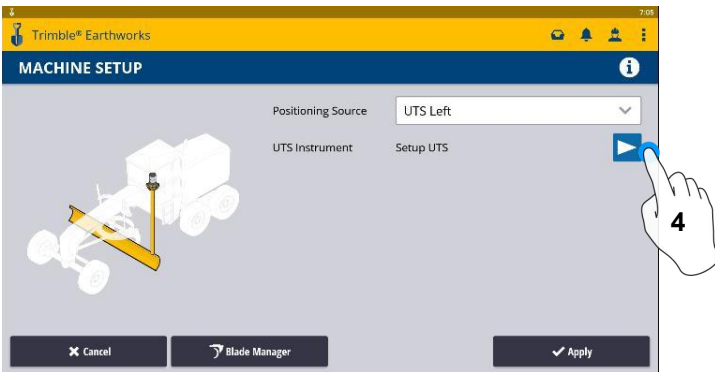 7:05
Trimble® Earthworks
MACHINE SETUP
Positioning Source UTS Left
UTS Instrument Setup UTS
4
Cancel Blade Manager Apply